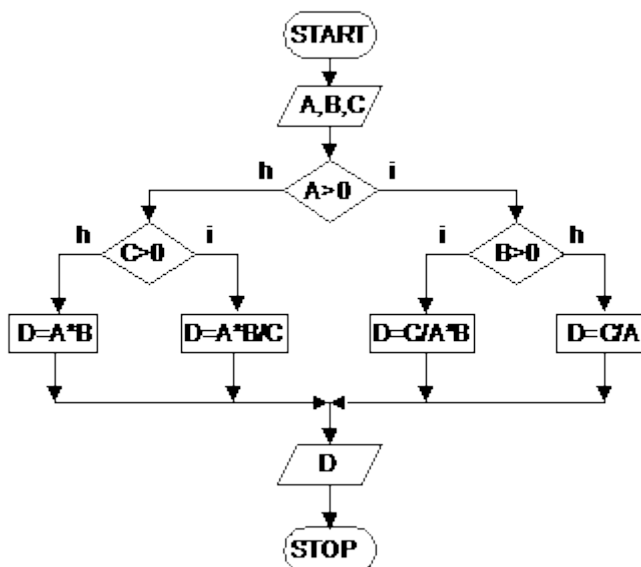 START
A,B,C
h A>0 i
h C>0 i i B>0 h
D=A*B D=A*B/C D=C/A*B D=C/A
D
STOP